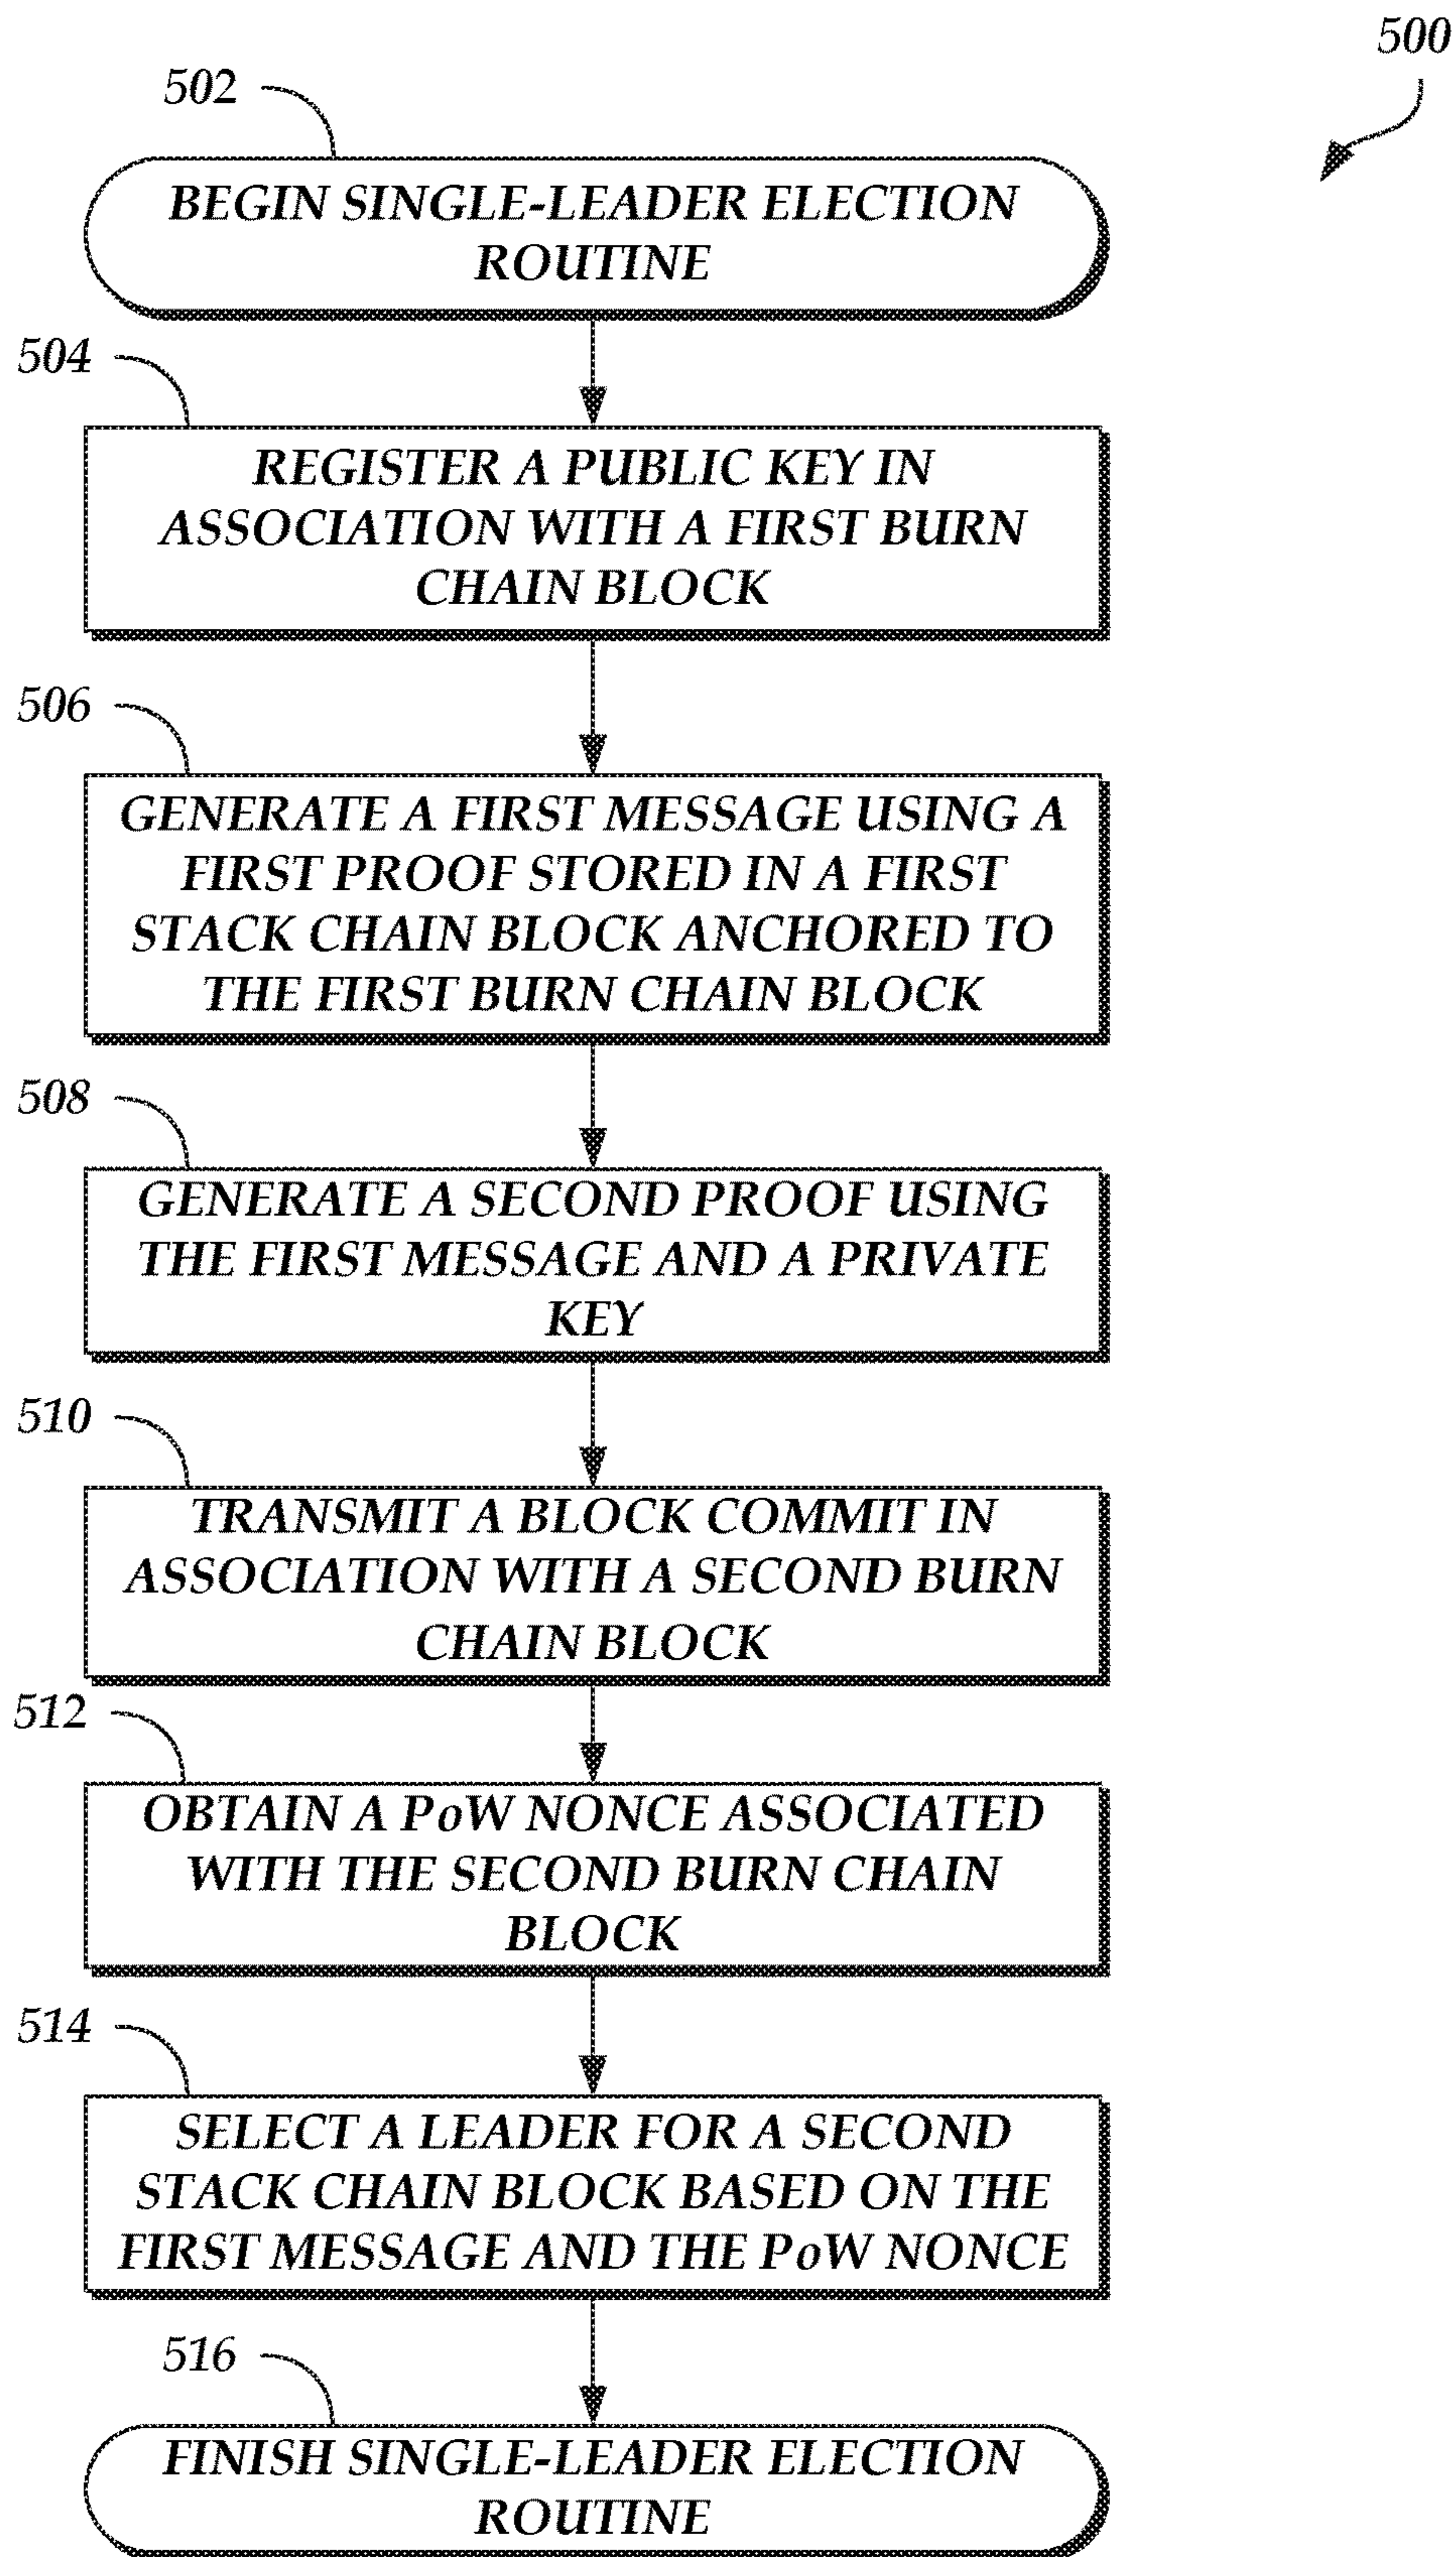 500
502
BEGIN SINGLE-LEADER ELECTION
ROUTINE
504
REGISTER A PUBLIC KEY IN
ASSOCIATION WITH A FIRST BURN
CHAIN BLOCK
506
GENERATE A FIRST MESSAGE USING A
FIRST PROOF STORED IN A FIRST
STACK CHAIN BLOCK ANCHORED TO
THE FIRST BURN CHAIN BLOCK
508
GENERATE A SECOND PROOF USING
THE FIRST MESSAGE AND A PRIVATE
KEY
510
TRANSMIT A BLOCK COMMIT IN
ASSOCIATION WITH A SECOND BURN
CHAIN BLOCK
512
OBTAIN A PoW NONCE ASSOCIATED
WITH THE SECOND BURN CHAIN
BLOCK
514
SELECT A LEADER FOR A SECOND
STACK CHAIN BLOCK BASED ON THE
FIRST MESSAGE AND THE PoW NONCE
516
FINISH SINGLE-LEADER ELECTION
ROUTINE